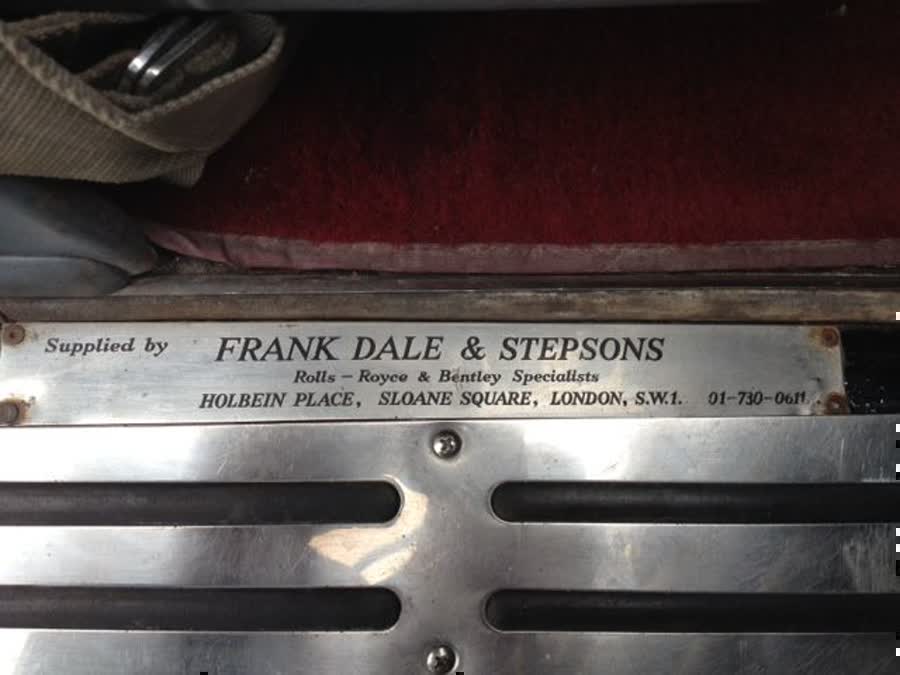 Supplied by FRANK DALE & STEPSONS
Rolls - Royce & Bentley Specialists
HOLBEIN PLACE, SLOANE SQUARE, LONDON, S.W.1. 01-730-0611.